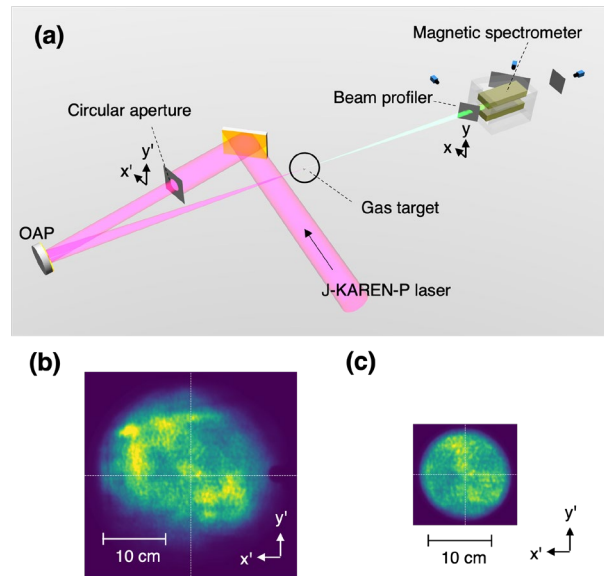 (a)
Magnetic spectrometer
Beam profiler
y
x
Circular aperture
y'
x'
Gas target
OAP
J-KAREN-P laser
(b)
(c)
10 cm
y'
x'
10 cm
y'
x'